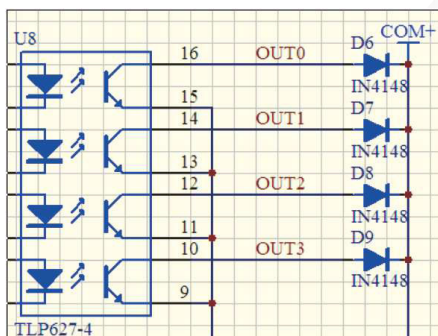 COM+
U8
D6
16
OUT0
IN4148
15
D7
14
OUT1
IN4148
13
D8
12
OUT2
IN4148
11
D9
10
OUT3
IN4148
9
TLP627-4